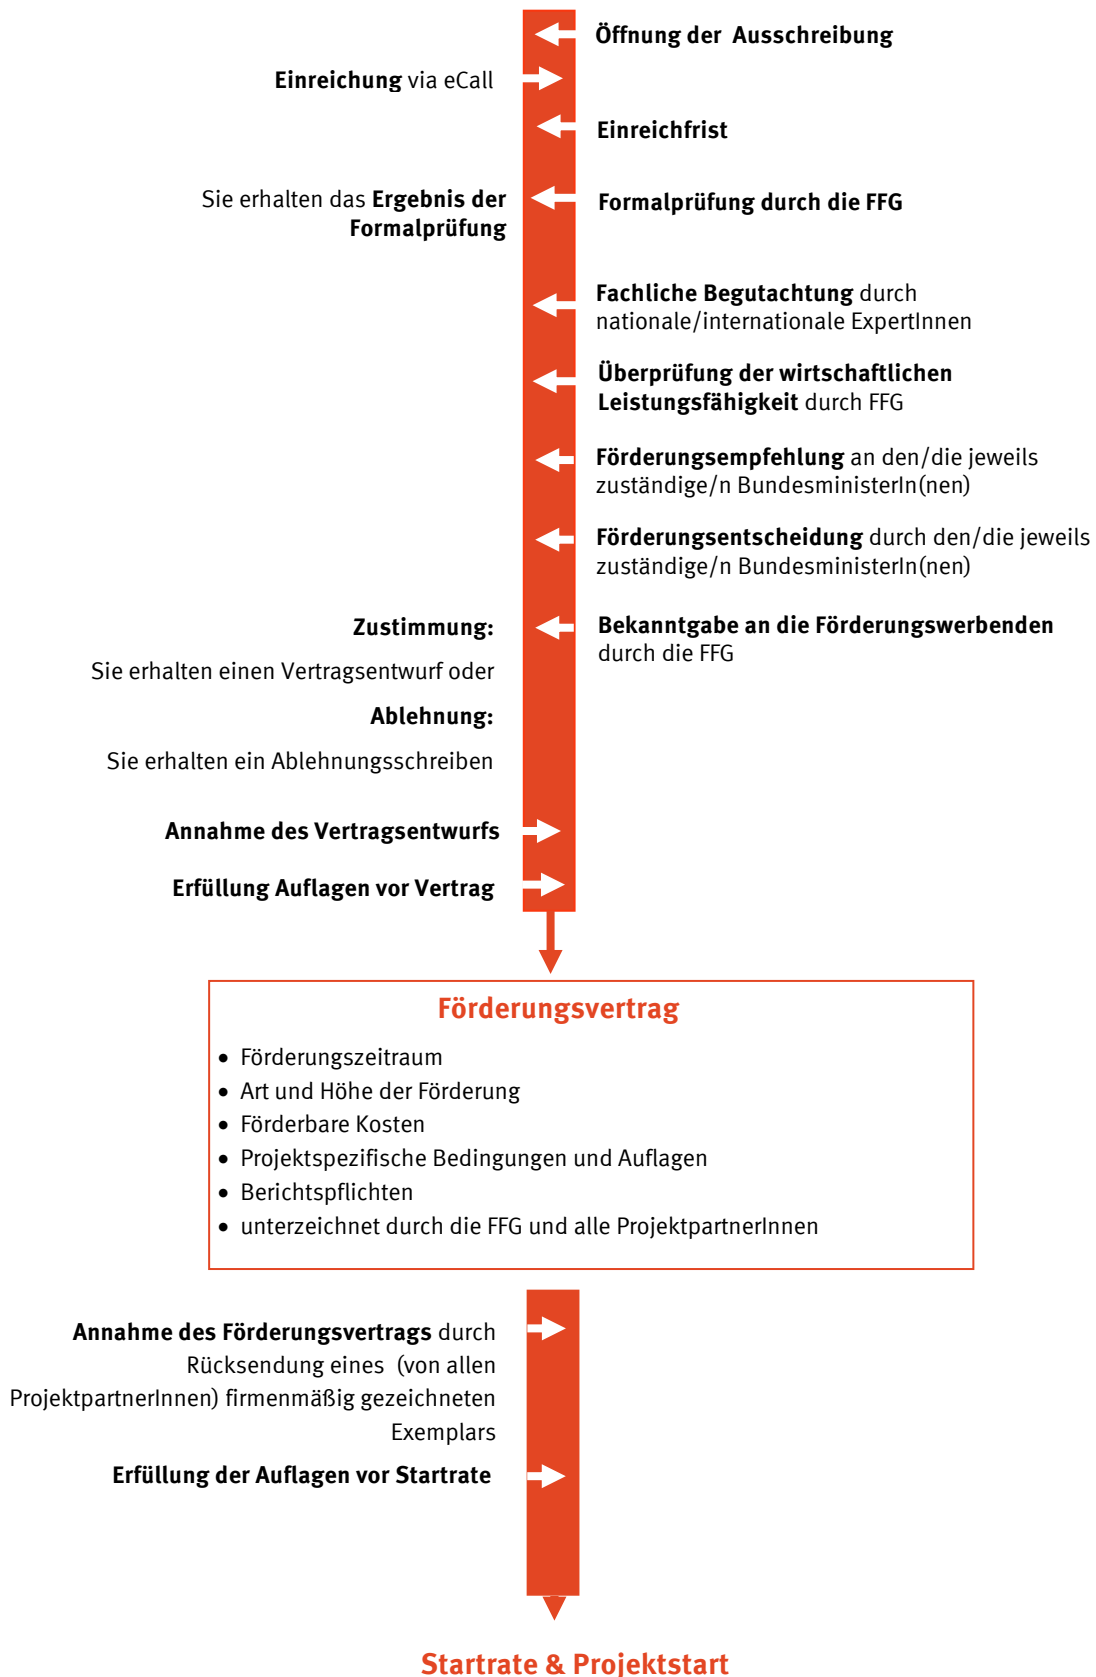 Öffnung der Ausschreibung
Einreichung via eCall
Einreichfrist
Sie erhalten das Ergebnis der
Formalprüfung
Formalprüfung durch die FFG
Fachliche Begutachtung durch
nationale/internationale ExpertInnen
Überprüfung der wirtschaftlichen
Leistungsfähigkeit durch FFG
Förderungsempfehlung an den/die jeweils
zuständige/n BundesministerIn(nen)
Förderungsentscheidung durch den/die jeweils
zuständige/n BundesministerIn(nen)
Bekanntgabe an die Förderungswerbenden
durch die FFG
Zustimmung:
Sie erhalten einen Vertragsentwurf oder
Ablehnung:
Sie erhalten ein Ablehnungsschreiben
Annahme des Vertragsentwurfs
Erfüllung Auflagen vor Vertrag
Förderungsvertrag
• Förderungszeitraum
• Art und Höhe der Förderung
• Förderbare Kosten
• Projektspezifische Bedingungen und Auflagen
• Berichtspflichten
• unterzeichnet durch die FFG und alle ProjektpartnerInnen
Annahme des Förderungsvertrags durch
Rücksendung eines (von allen
ProjektpartnerInnen) firmenmäßig gezeichneten
Exemplars
Erfüllung der Auflagen vor Startrate
Startrate & Projektstart